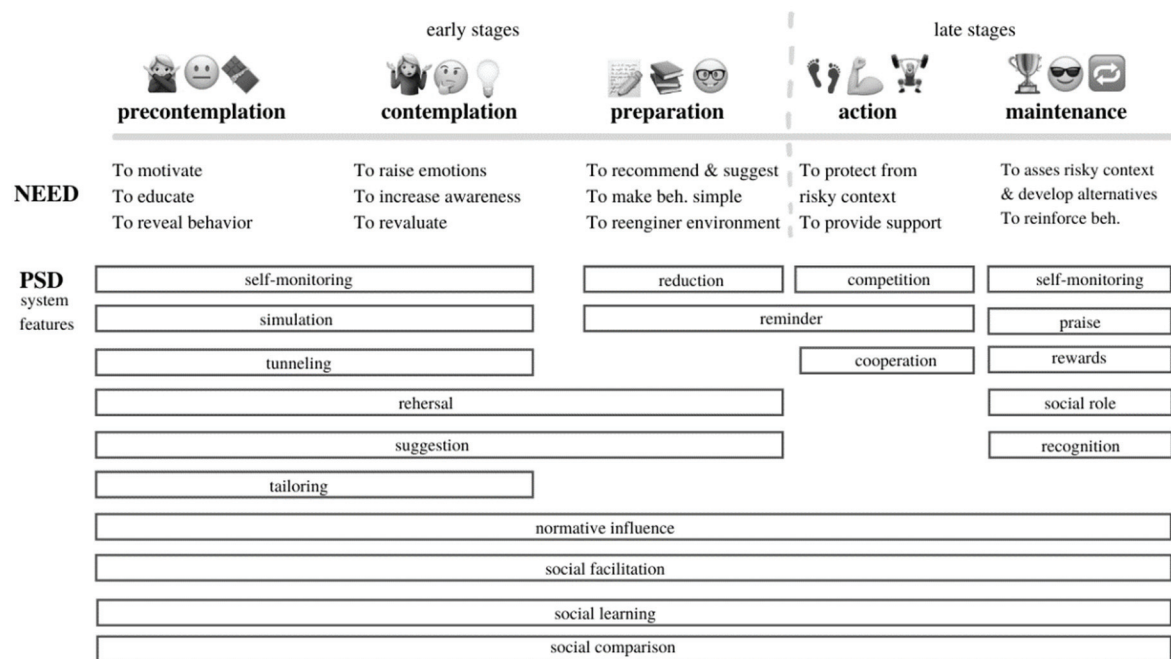 early stages
late stages
precontemplation
contemplation
preparation
action
maintenance
NEED
To motivate
To educate
To reveal behavior
To raise emotions
To increase awareness
To revaluate
To recommend & suggest
To make beh. simple
To reenginer environment
To protect from
risky context
To provide support
To asses risky context
& develop alternatives
To reinforce beh.
PSD
system
features
self-monitoring
reduction
competition
self-monitoring
simulation
reminder
praise
tunneling
cooperation
rewards
rehersal
social role
suggestion
recognition
tailoring
normative influence
social facilitation
social learning
social comparison